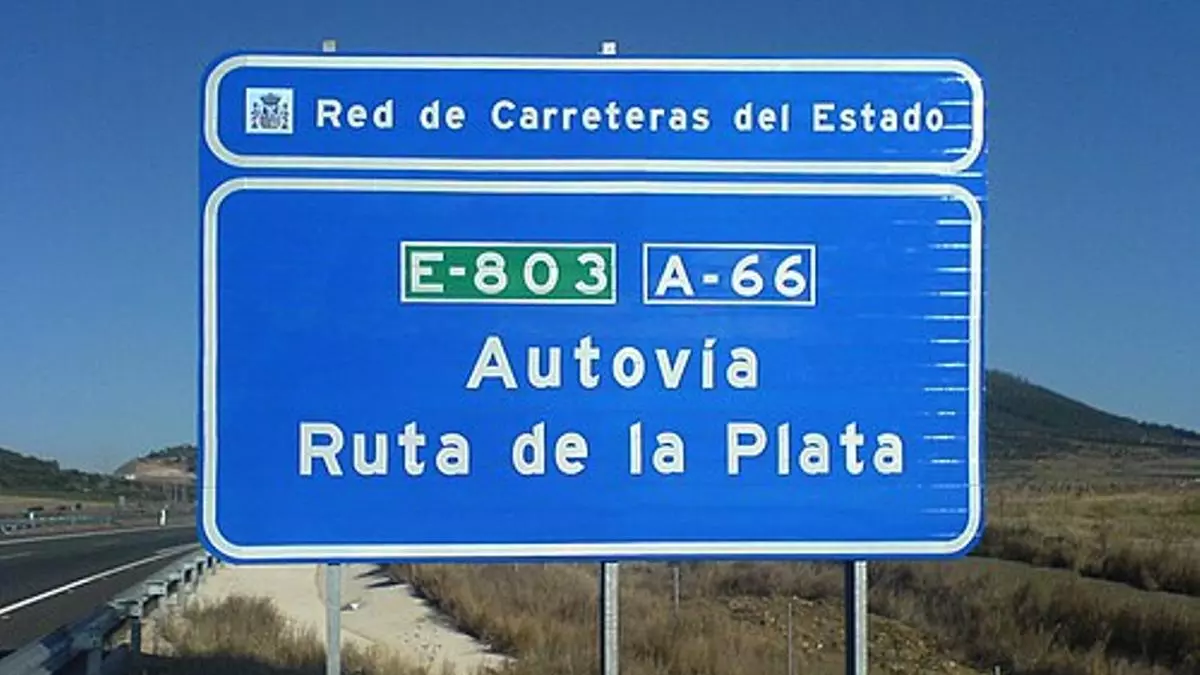 Red de Carreteras del Estado
E-803 A-66
Autovía
Ruta de la Plata